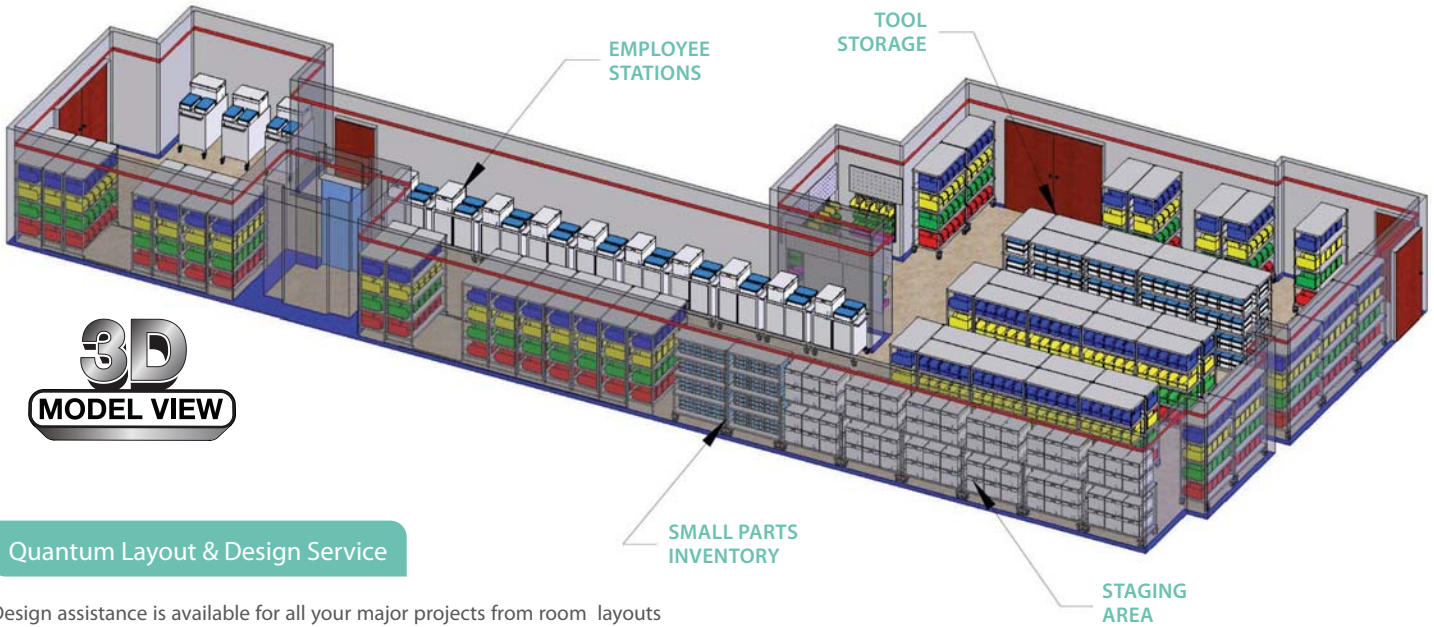 EMPLOYEE
STATIONS
TOOL
STORAGE
3D
MODEL VIEW
SMALL PARTS
INVENTORY
STAGING
AREA
Quantum Layout & Design Service
Design assistance is available for all your major projects from room layouts